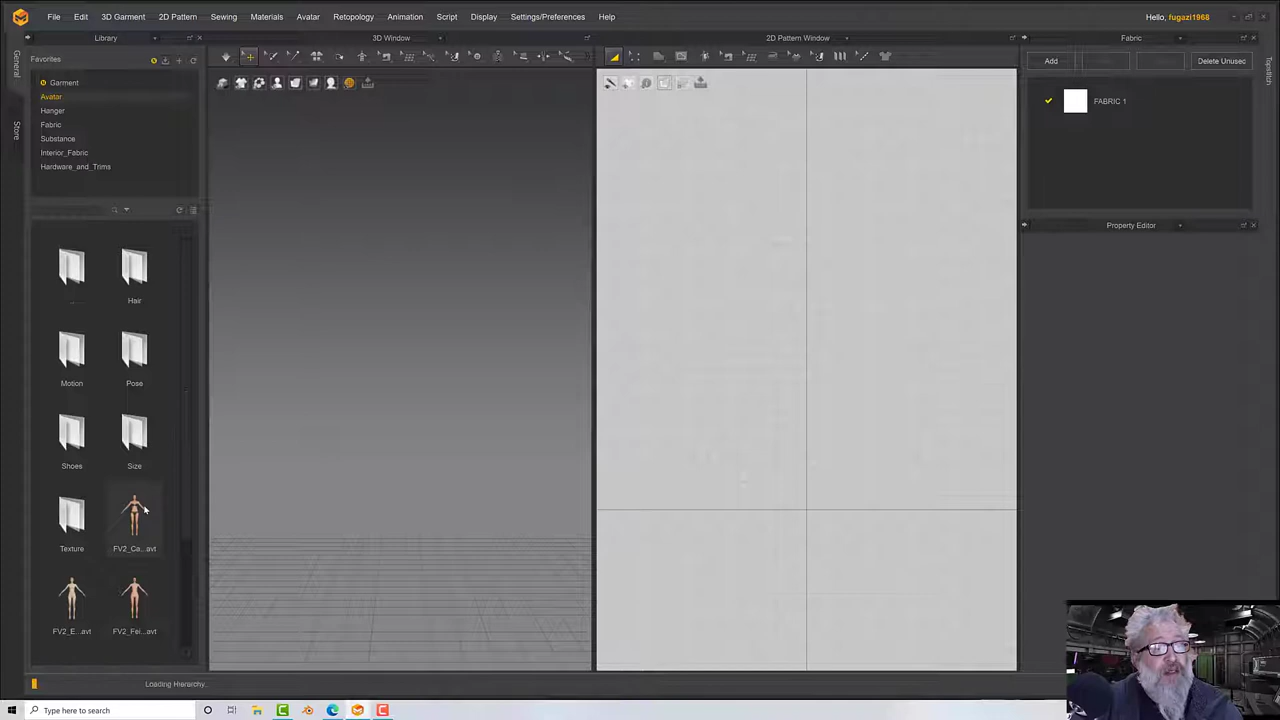 File Edit 3D Garment 2D Pattern Sewing Materials Avatar Retopology Animation Script Display Settings/Preferences Help
Hello, fugazi1968
Library
3D Window
2D Pattern Window
Fabric
General
Store
Favorites
Garment
Avatar
Hanger
Fabric
Substance
Interior_Fabric
Hardware_and_Trims
Add
Delete Unusec
Topstitch
FABRIC 1
Property Editor
Hair
Motion
Pose
Shoes
Size
Texture
FV2_Ca...avt
FV2_E...avt
FV2_Fei...avt
Loading Hierarchy.
Type here to search